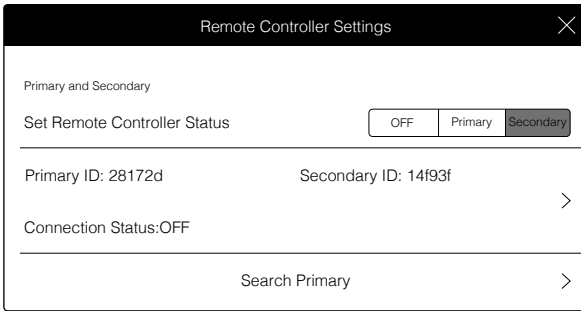 Remote Controller Settings
Primary and Secondary
Set Remote Controller Status OFF Primary Secondary
Primary ID: 28172d Secondary ID: 14f93f
Connection Status:OFF
Search Primary